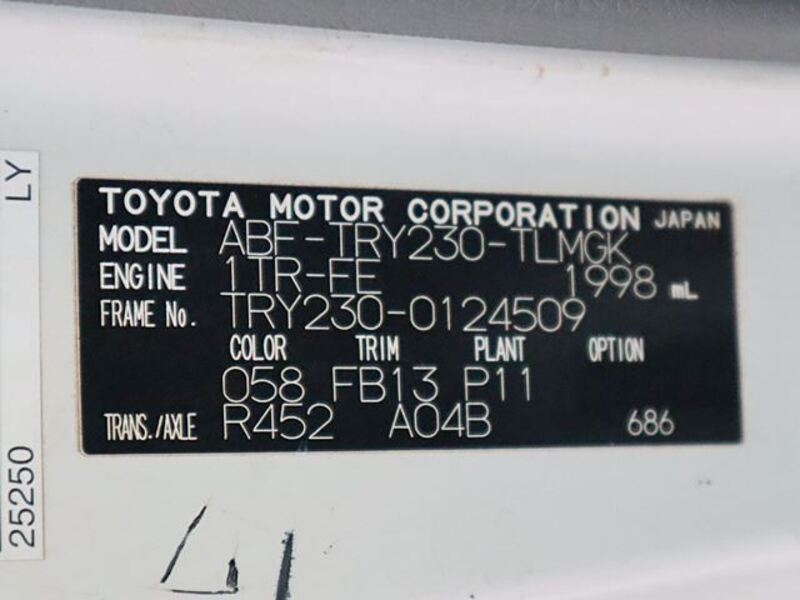 TOYOTA MOTOR CORPORATION JAPAN
MODEL ABF-TRY230-TLMGK
ENGINE 1TR-FE 1998 mL
FRAME No. TRY230-0124509
COLOR TRIM PLANT OPTION
058 FB13 P11
TRANS./AXLE R452 A04B 686
LY
25250